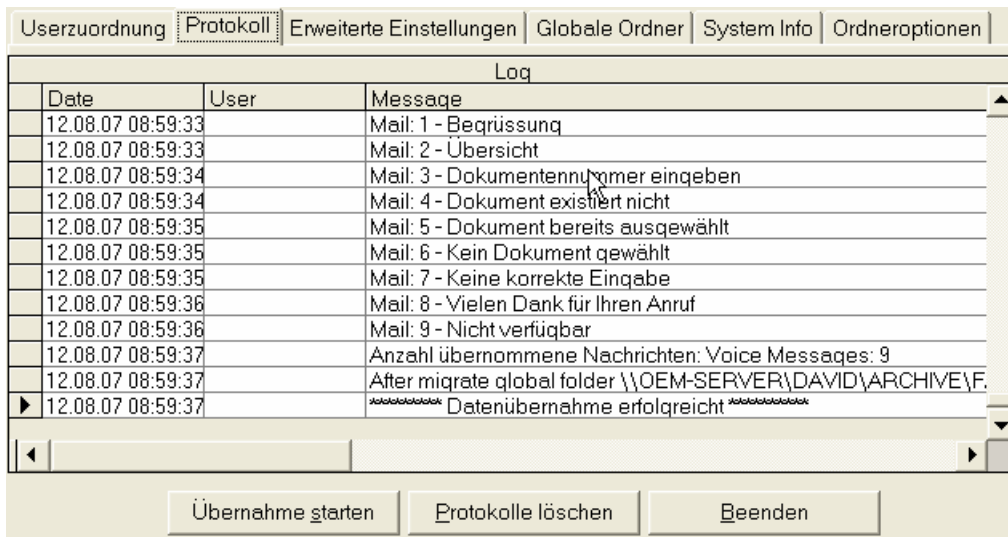 Userzuordnung Protokoll Erweiterte Einstellungen Globale Ordner System Info Ordneroptionen
Log
Date User Message
12.08.07 08:59:33 Mail: 1 - Begrüssung
12.08.07 08:59:33 Mail: 2 - Übersicht
12.08.07 08:59:34 Mail: 3 - Dokumentennummer eingeben
12.08.07 08:59:34 Mail: 4 - Dokument existiert nicht
12.08.07 08:59:35 Mail: 5 - Dokument bereits ausgewählt
12.08.07 08:59:35 Mail: 6 - Kein Dokument gewählt
12.08.07 08:59:35 Mail: 7 - Keine korrekte Eingabe
12.08.07 08:59:36 Mail: 8 - Vielen Dank für Ihren Anruf
12.08.07 08:59:36 Mail: 9 - Nicht verfügbar
12.08.07 08:59:37 Anzahl übernommene Nachrichten: Voice Messages: 9
12.08.07 08:59:37 After migrate global folder \\OEM-SERVER\DAVID\ARCHIVE\F
12.08.07 08:59:37 ********** Datenübernahme erfolgreicht ***********
Übernahme starten Protokolle löschen Beenden